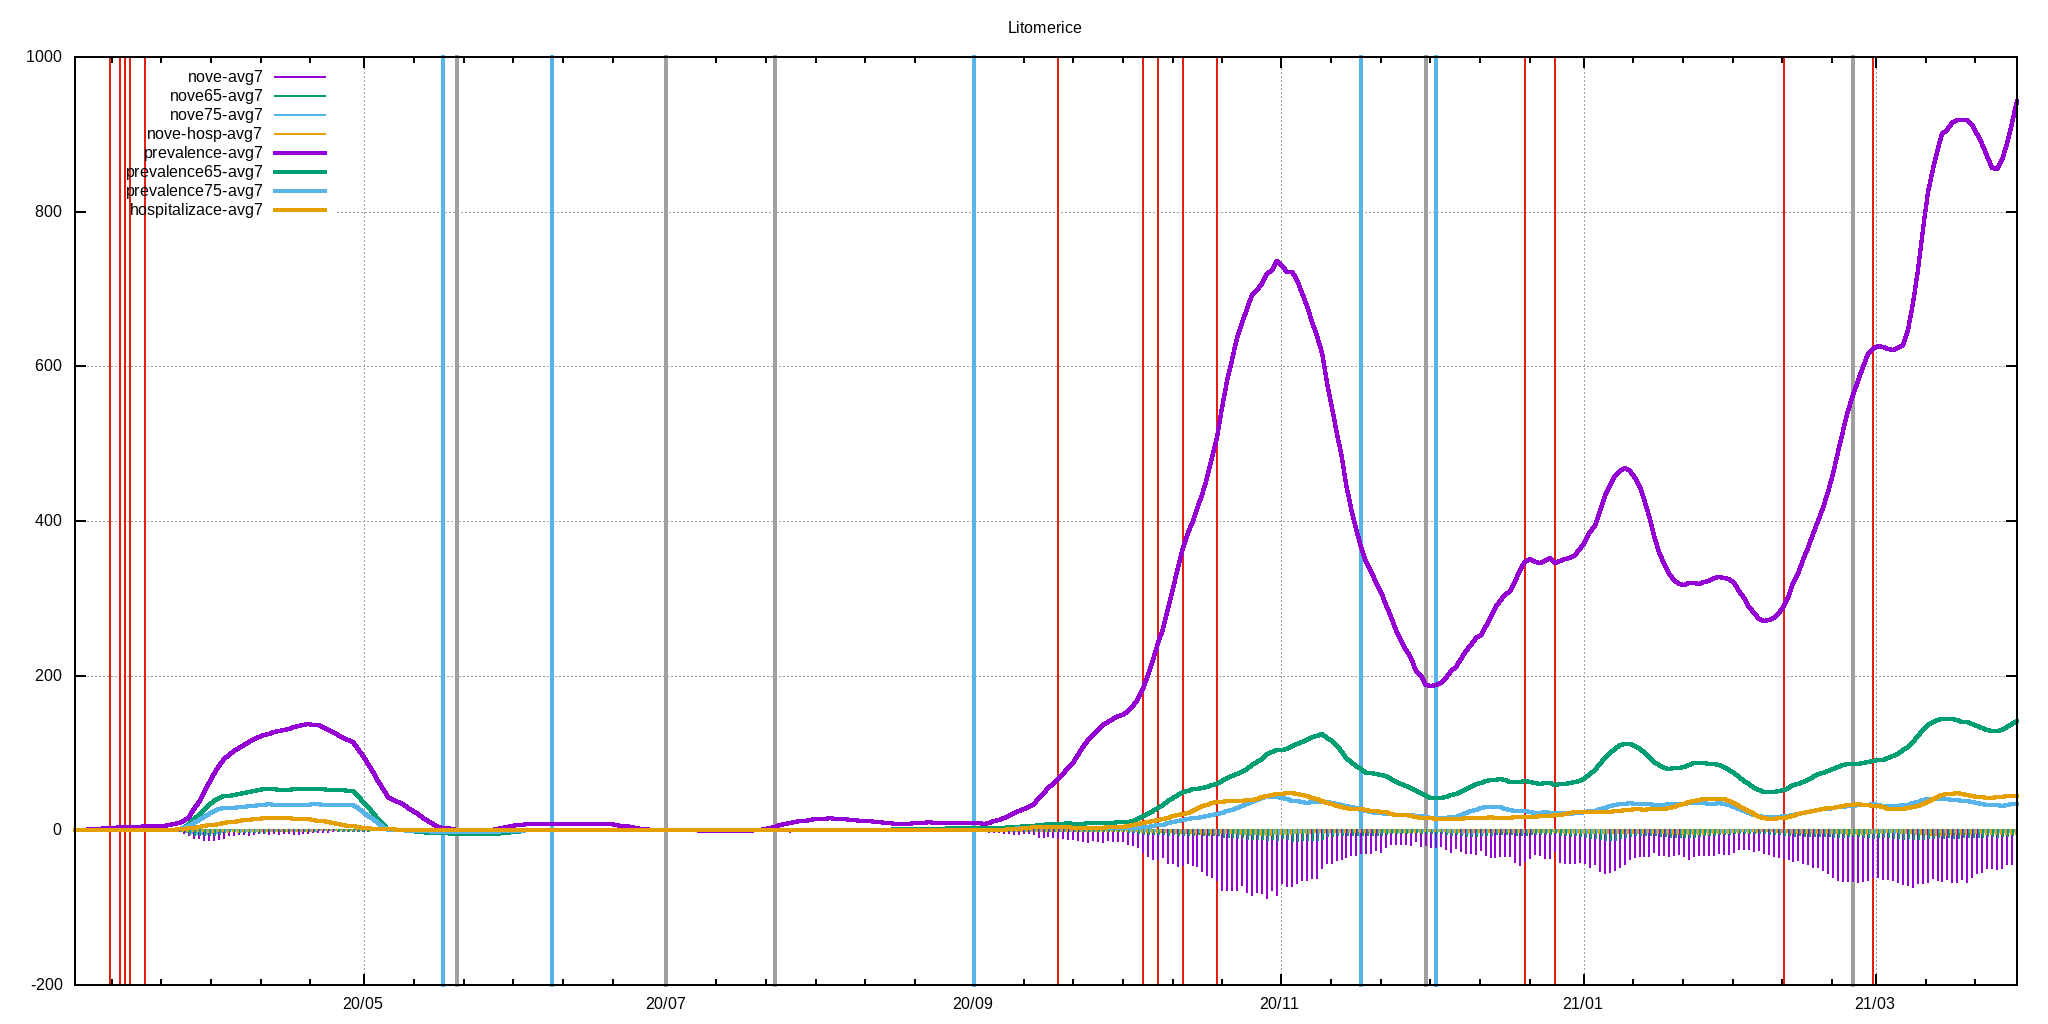 Litomerice
1000
800
600
400
200
0
-200
nove-avg7
nove65-avg7
nove75-avg7
nove-hosp-avg7
prevalence-avg7
prevalence65-avg7
prevalence75-avg7
hospitalizace-avg7
20/05
20/07
20/09
20/11
21/01
21/03